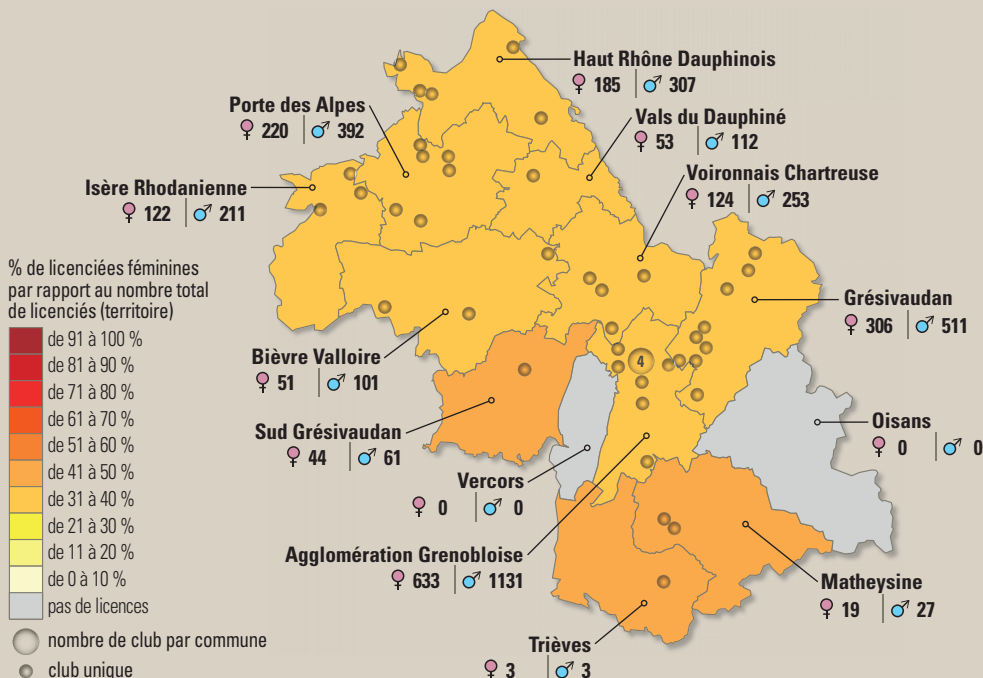 Haut Rhône Dauphinois
♀ 185 ♂ 307
Porte des Alpes
♀ 220 ♂ 392
Vals du Dauphiné
♀ 53 ♂ 112
Isère Rhodanienne
♀ 122 ♂ 211
Voironnais Chartreuse
♀ 124 ♂ 253
% de licenciées féminines
par rapport au nombre total
de licenciés (territoire)
de 91 à 100 %
de 81 à 90 %
de 71 à 80 %
de 61 à 70 %
de 51 à 60 %
de 41 à 50 %
de 31 à 40 %
de 21 à 30 %
de 11 à 20 %
de 0 à 10 %
pas de licences
nombre de club par commune
club unique
Grésivaudan
♀ 306 ♂ 511
4
Bièvre Valloire
♀ 51 ♂ 101
Oisans
♀ 0 ♂ 0
Sud Grésivaudan
♀ 44 ♂ 61
Vercors
♀ 0 ♂ 0
Agglomération Grenobloise
♀ 633 ♂ 1131
Matheysine
♀ 19 ♂ 27
Trièves
♀ 3 ♂ 3